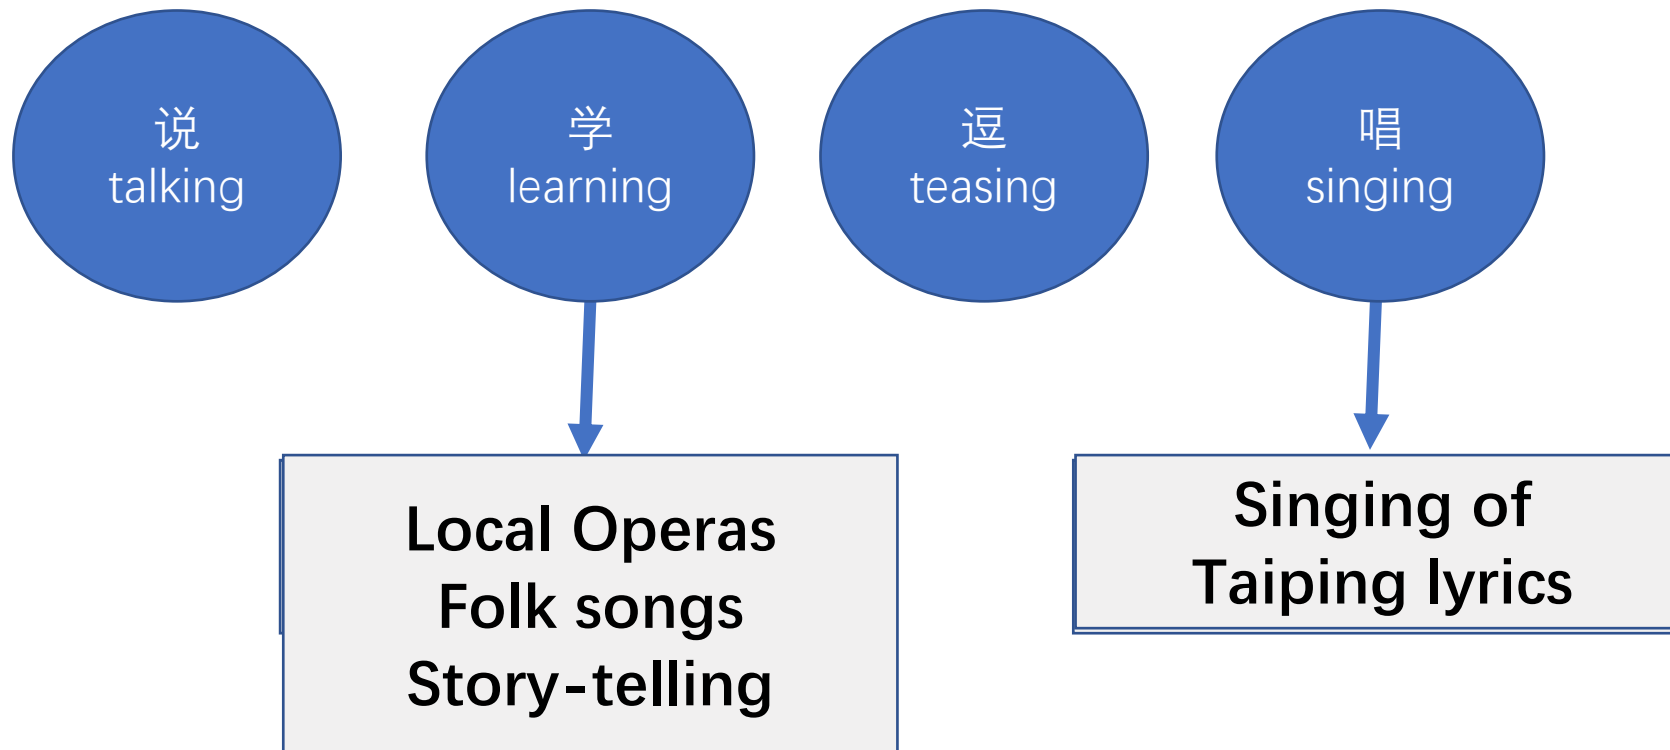 说
talking
学
learning
逗
teasing
唱
singing
Local Operas
Folk songs
Story-telling
Singing of
Taiping lyrics